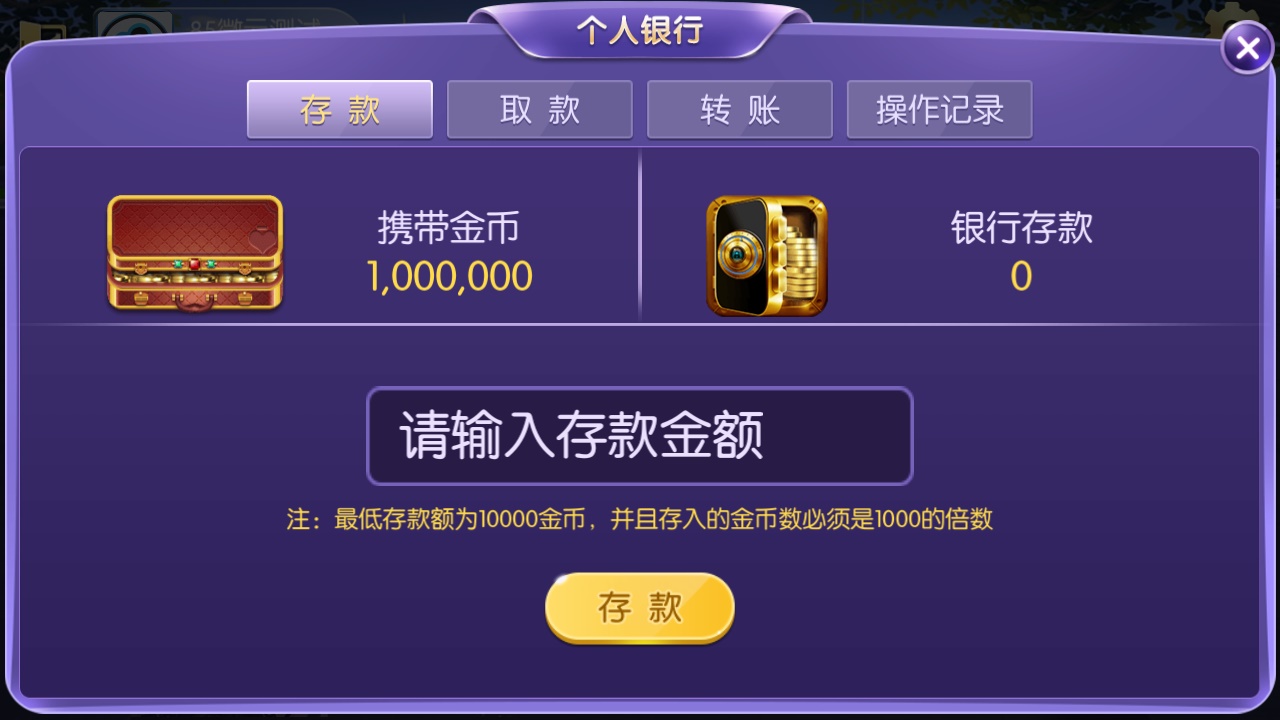 个人银行
存 款
取 款
转 账
操作记录
携带金币
1,000,000
银行存款
0
请输入存款金额
注：最低存款额为10000金币，并且存入的金币数必须是1000的倍数
存 款